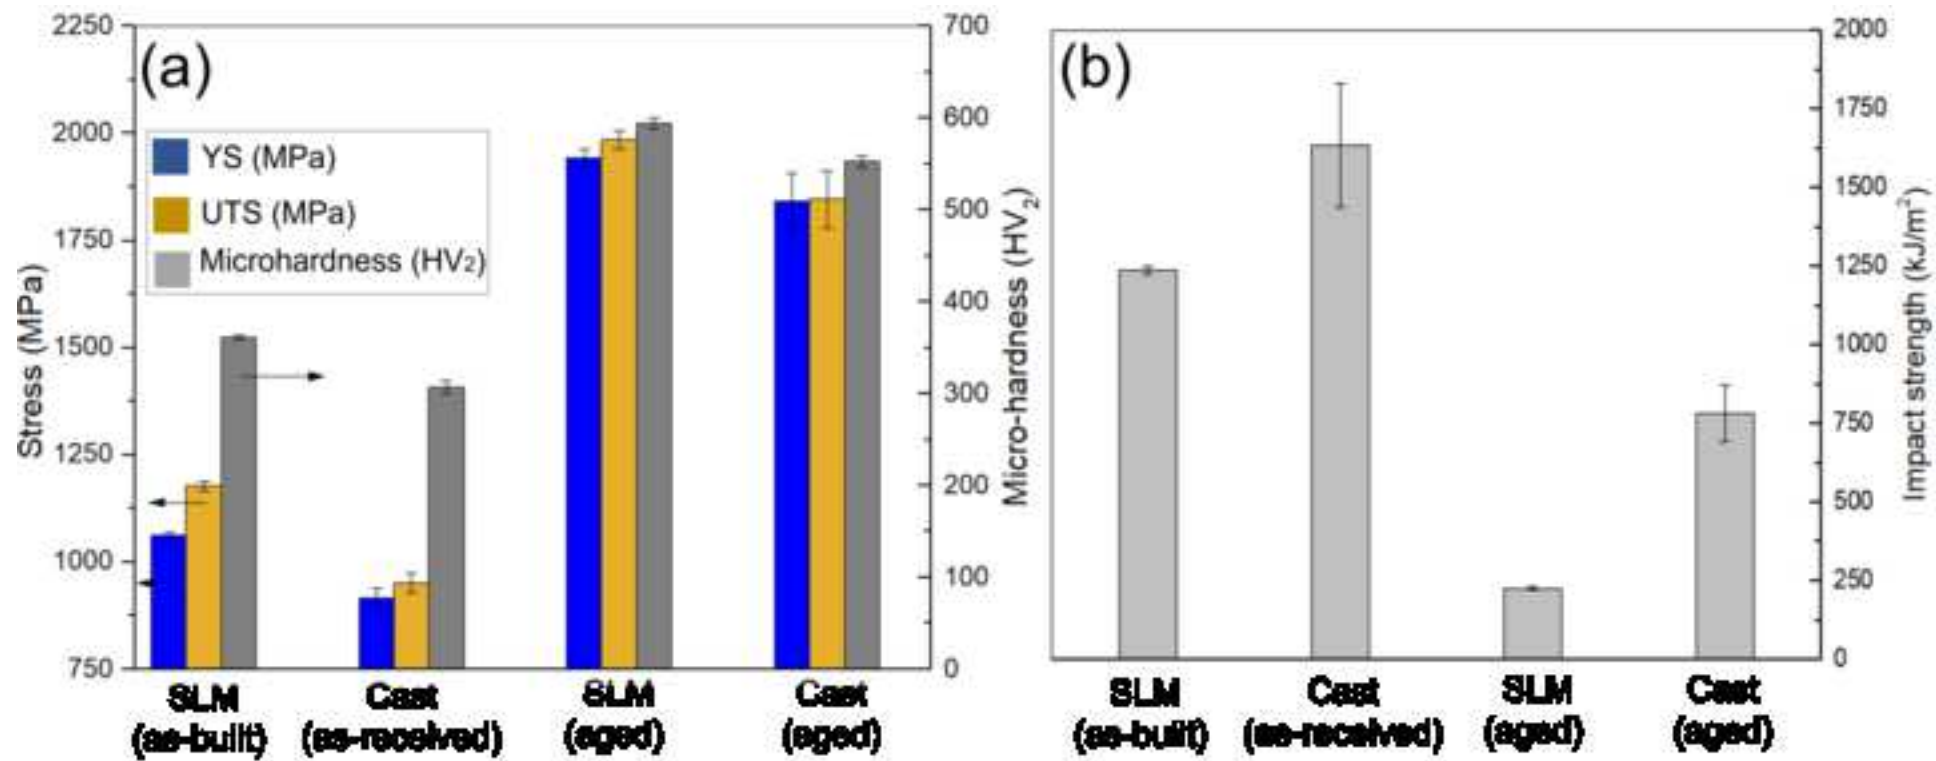 (a)
2250
2000
1750
1500
1250
1000
750
Stress (MPa)
YS (MPa)
UTS (MPa)
Microhardness (HV2)
700
600
500
400
300
200
100
0
Micro-hardness (HV2)
SLM
(as-built)
Cast
(as-received)
SLM
(aged)
Cast
(aged)
(b)
2000
1750
1500
1250
1000
750
500
250
0
Impact strength (kJ/m²)
SLM
(as-built)
Cast
(as-received)
SLM
(aged)
Cast
(aged)